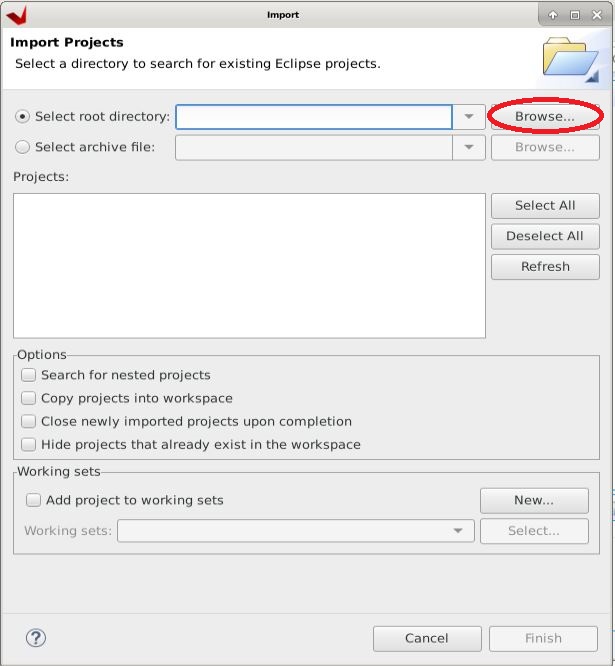 Import
Import Projects
Select a directory to search for existing Eclipse projects.
Select root directory: Browse...
Select archive file: Browse...
Projects:
Select All
Deselect All
Refresh
Options
Search for nested projects
Copy projects into workspace
Close newly imported projects upon completion
Hide projects that already exist in the workspace
Working sets
Add project to working sets New...
Working sets: Select...
? Cancel Finish